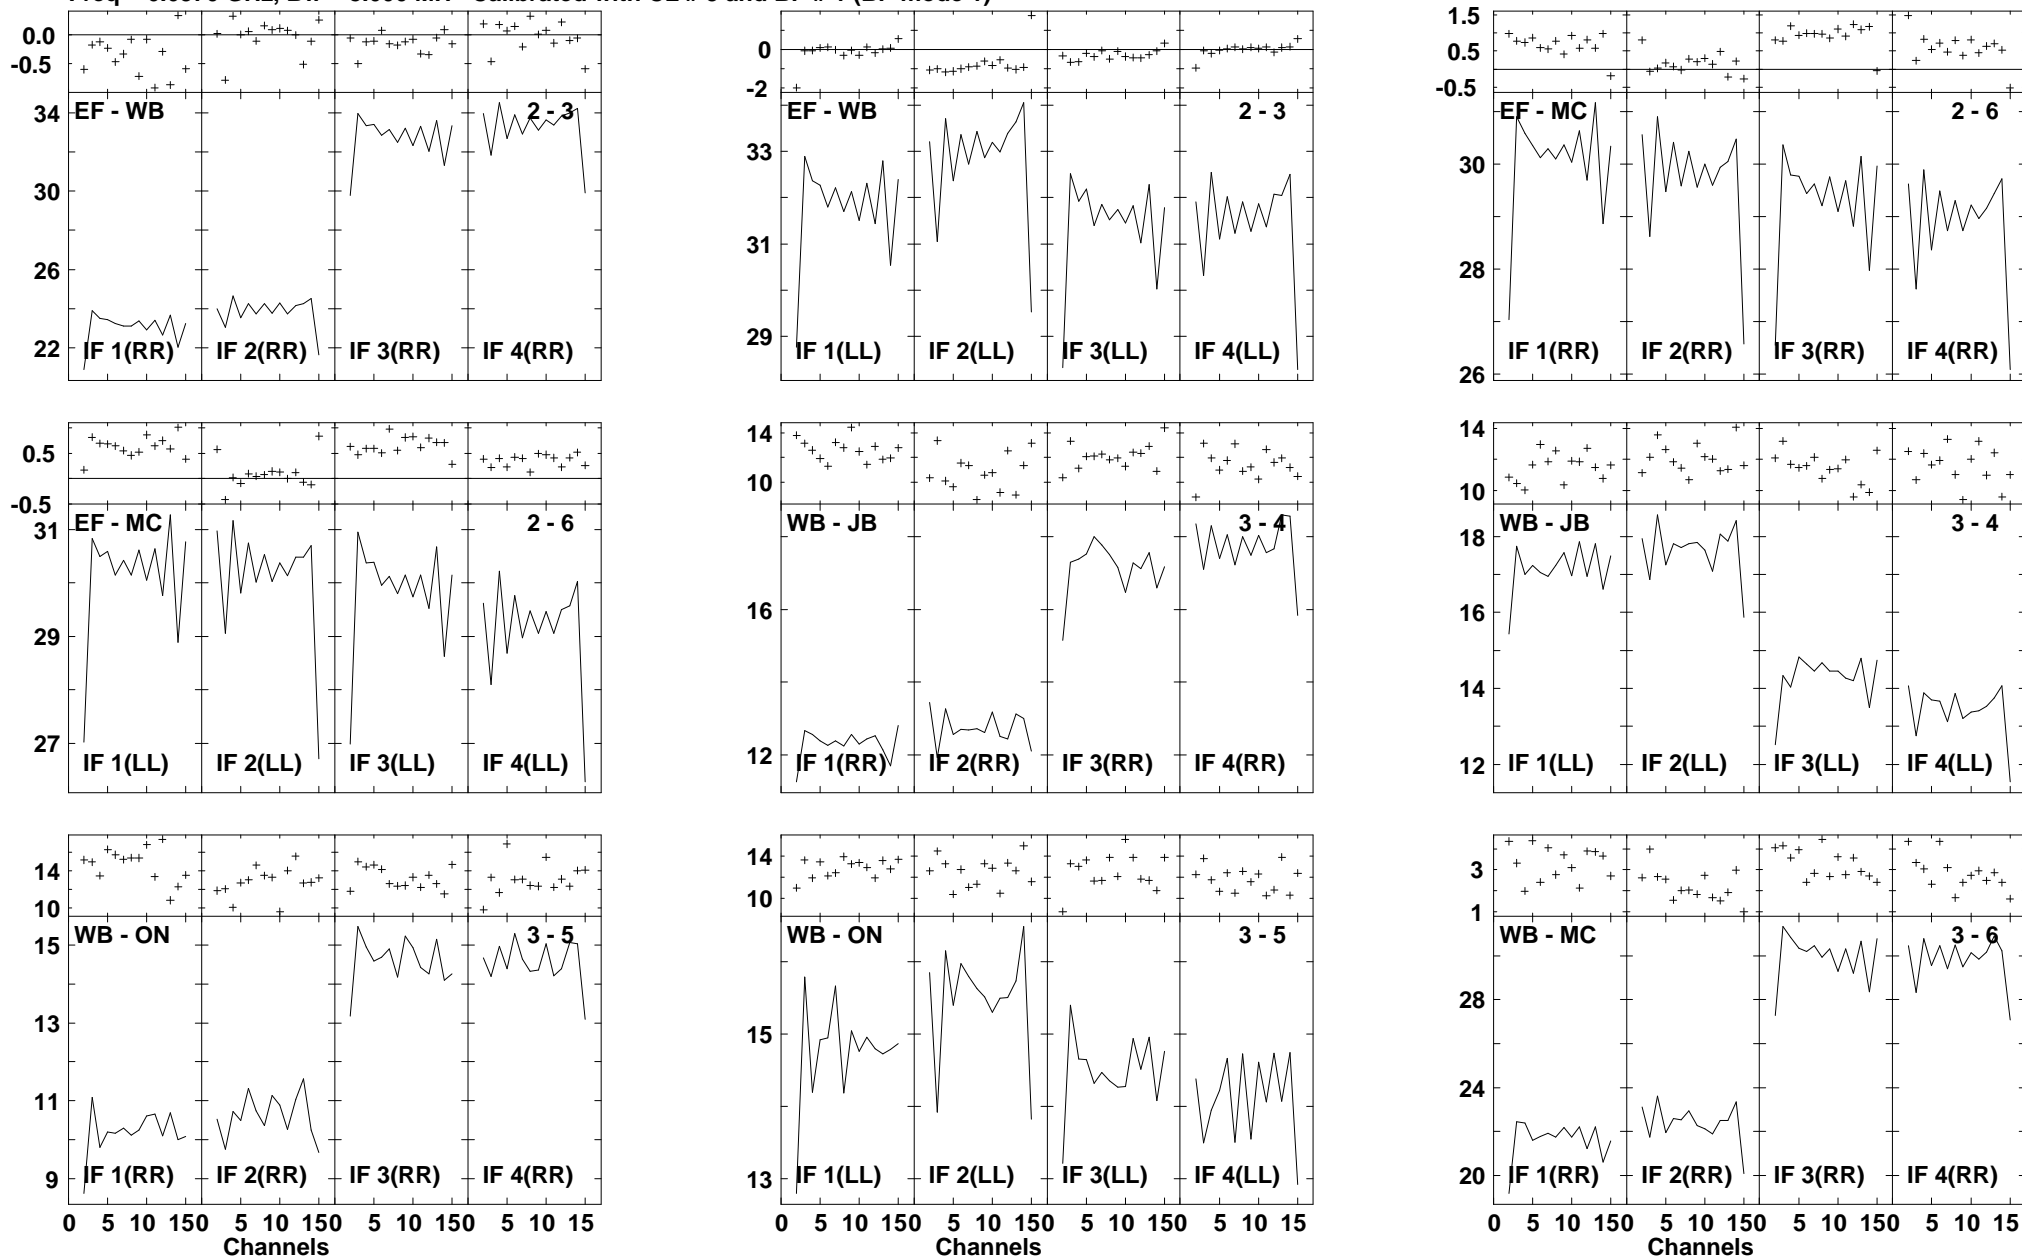 0.0
-0.5
34
30
26
22
EF - WB
2 - 3
IF 1(RR)
IF 2(RR)
IF 3(RR)
IF 4(RR)
0
-2
33
31
29
EF - WB
2 - 3
IF 1(LL)
IF 2(LL)
IF 3(LL)
IF 4(LL)
1.5
0.5
-0.5
30
28
26
EF - MC
2 - 6
IF 1(RR)
IF 2(RR)
IF 3(RR)
IF 4(RR)
0.5
-0.5
31
29
27
EF - MC
2 - 6
IF 1(LL)
IF 2(LL)
IF 3(LL)
IF 4(LL)
14
10
16
12
WB - JB
3 - 4
IF 1(RR)
IF 2(RR)
IF 3(RR)
IF 4(RR)
14
10
18
16
14
12
WB - JB
3 - 4
IF 1(LL)
IF 2(LL)
IF 3(LL)
IF 4(LL)
14
10
15
13
11
9
WB - ON
3 - 5
IF 1(RR)
IF 2(RR)
IF 3(RR)
IF 4(RR)
0 5 10 150 5 10 150 5 10 150 5 10 15
Channels
14
10
15
13
WB - ON
3 - 5
IF 1(LL)
IF 2(LL)
IF 3(LL)
IF 4(LL)
0 5 10 150 5 10 150 5 10 150 5 10 15
Channels
3
1
28
24
20
WB - MC
3 - 6
IF 1(RR)
IF 2(RR)
IF 3(RR)
IF 4(RR)
0 5 10 150 5 10 150 5 10 150 5 10 15
Channels